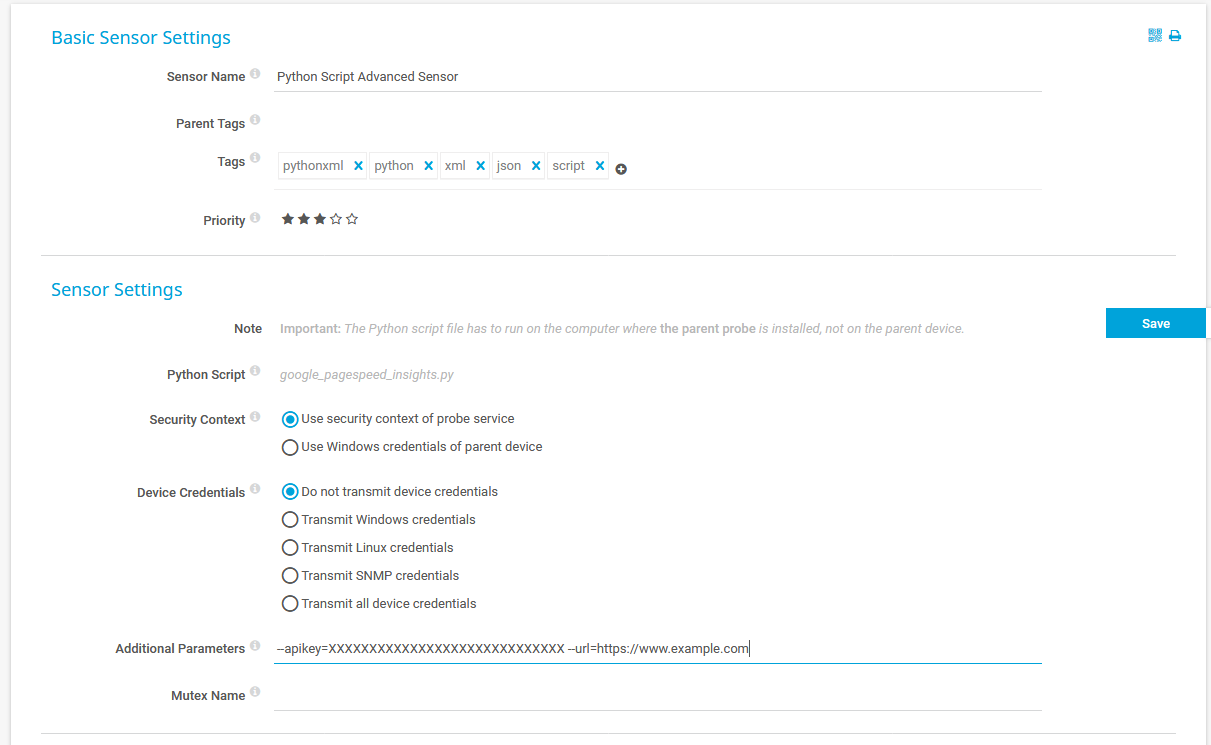 Basic Sensor Settings
Sensor Name Python Script Advanced Sensor
Parent Tags
Tags pythonxml python xml json script
Priority
Sensor Settings
Note Important: The Python script file has to run on the computer where the parent probe is installed, not on the parent device.
Save
Python Script google_pagespeed_insights.py
Security Context Use security context of probe service
Use Windows credentials of parent device
Device Credentials Do not transmit device credentials
Transmit Windows credentials
Transmit Linux credentials
Transmit SNMP credentials
Transmit all device credentials
Additional Parameters --apikey=XXXXXXXXXXXXXXXXXXXXXXXXXXXXX --url=https://www.example.com
Mutex Name